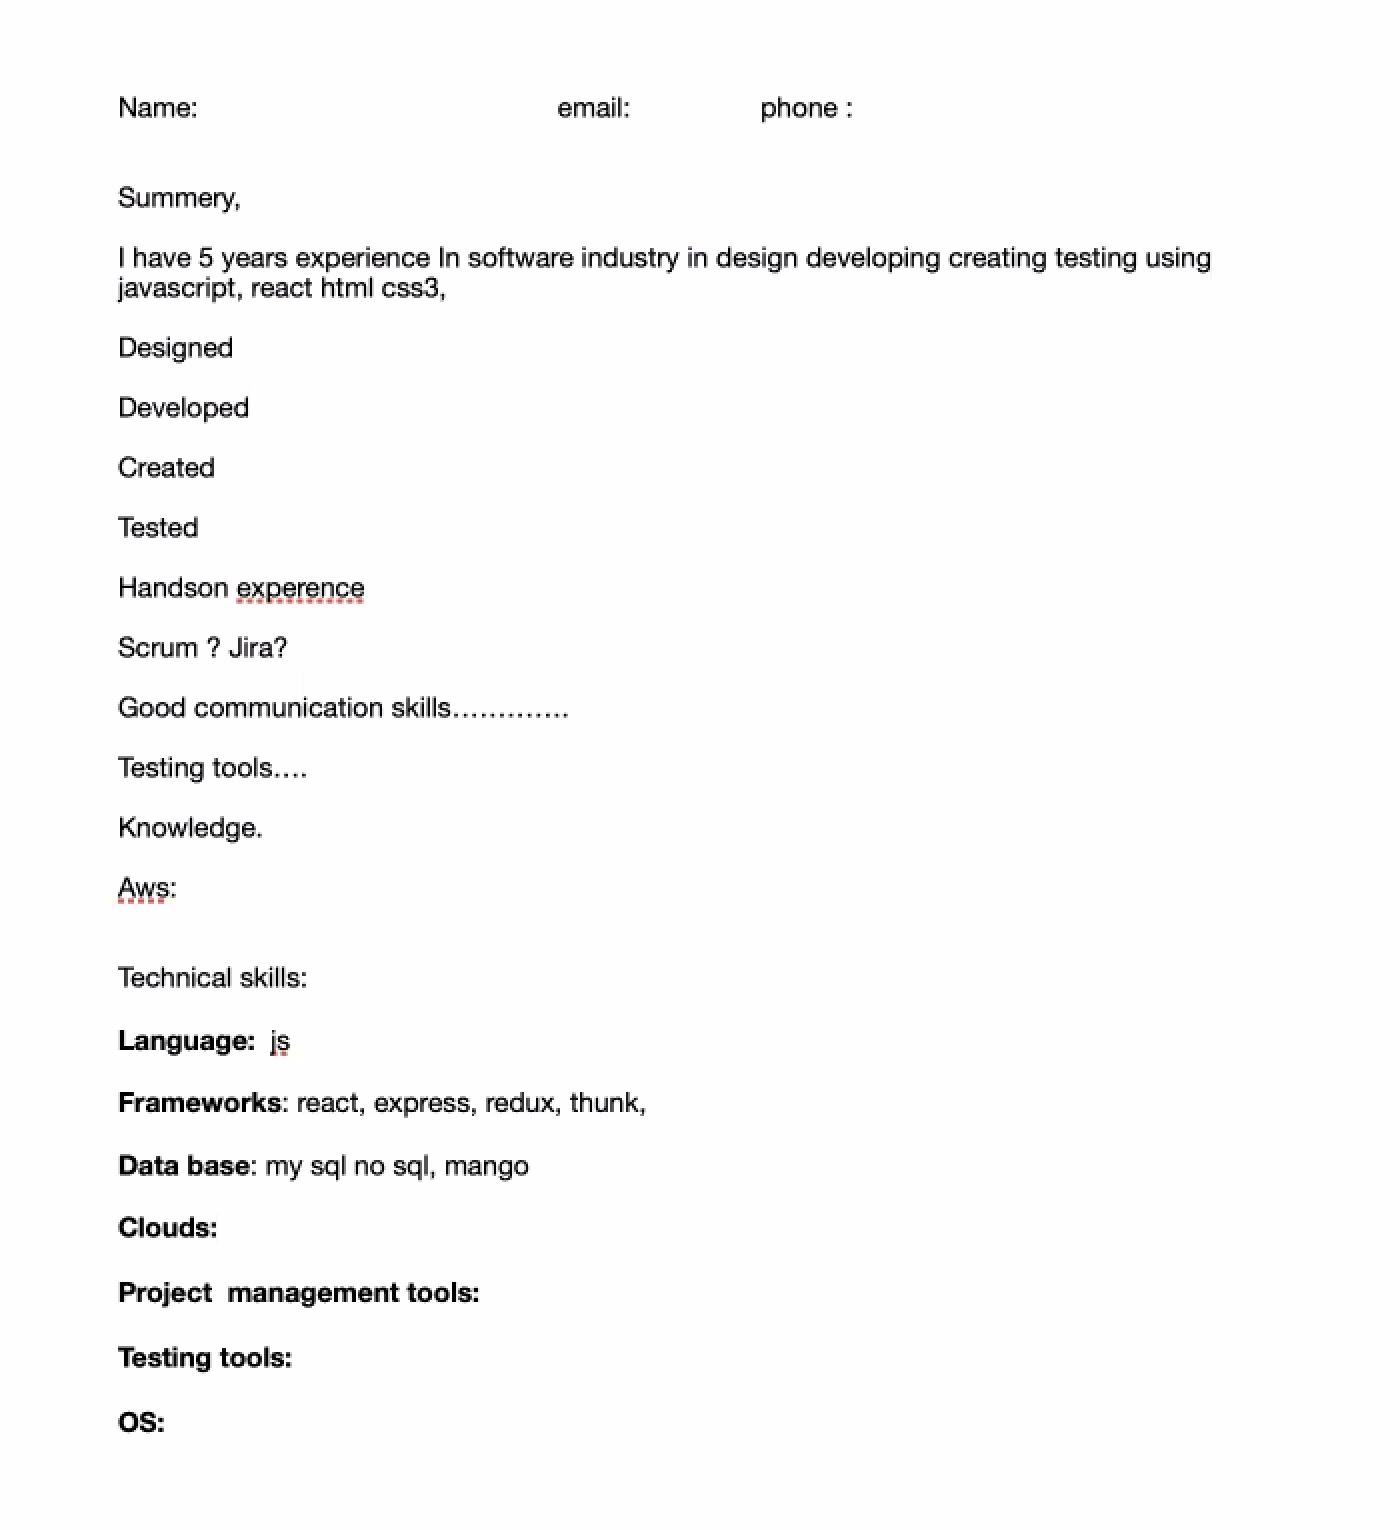 Name: email: phone :
Summery,
I have 5 years experience In software industry in design developing creating testing using
javascript, react html css3,
Designed
Developed
Created
Tested
Handson experence
Scrum ? Jira?
Good communication skills………….
Testing tools….
Knowledge.
Aws:
Technical skills:
Language: js
Frameworks: react, express, redux, thunk,
Data base: my sql no sql, mango
Clouds:
Project  management tools:
Testing tools:
OS: